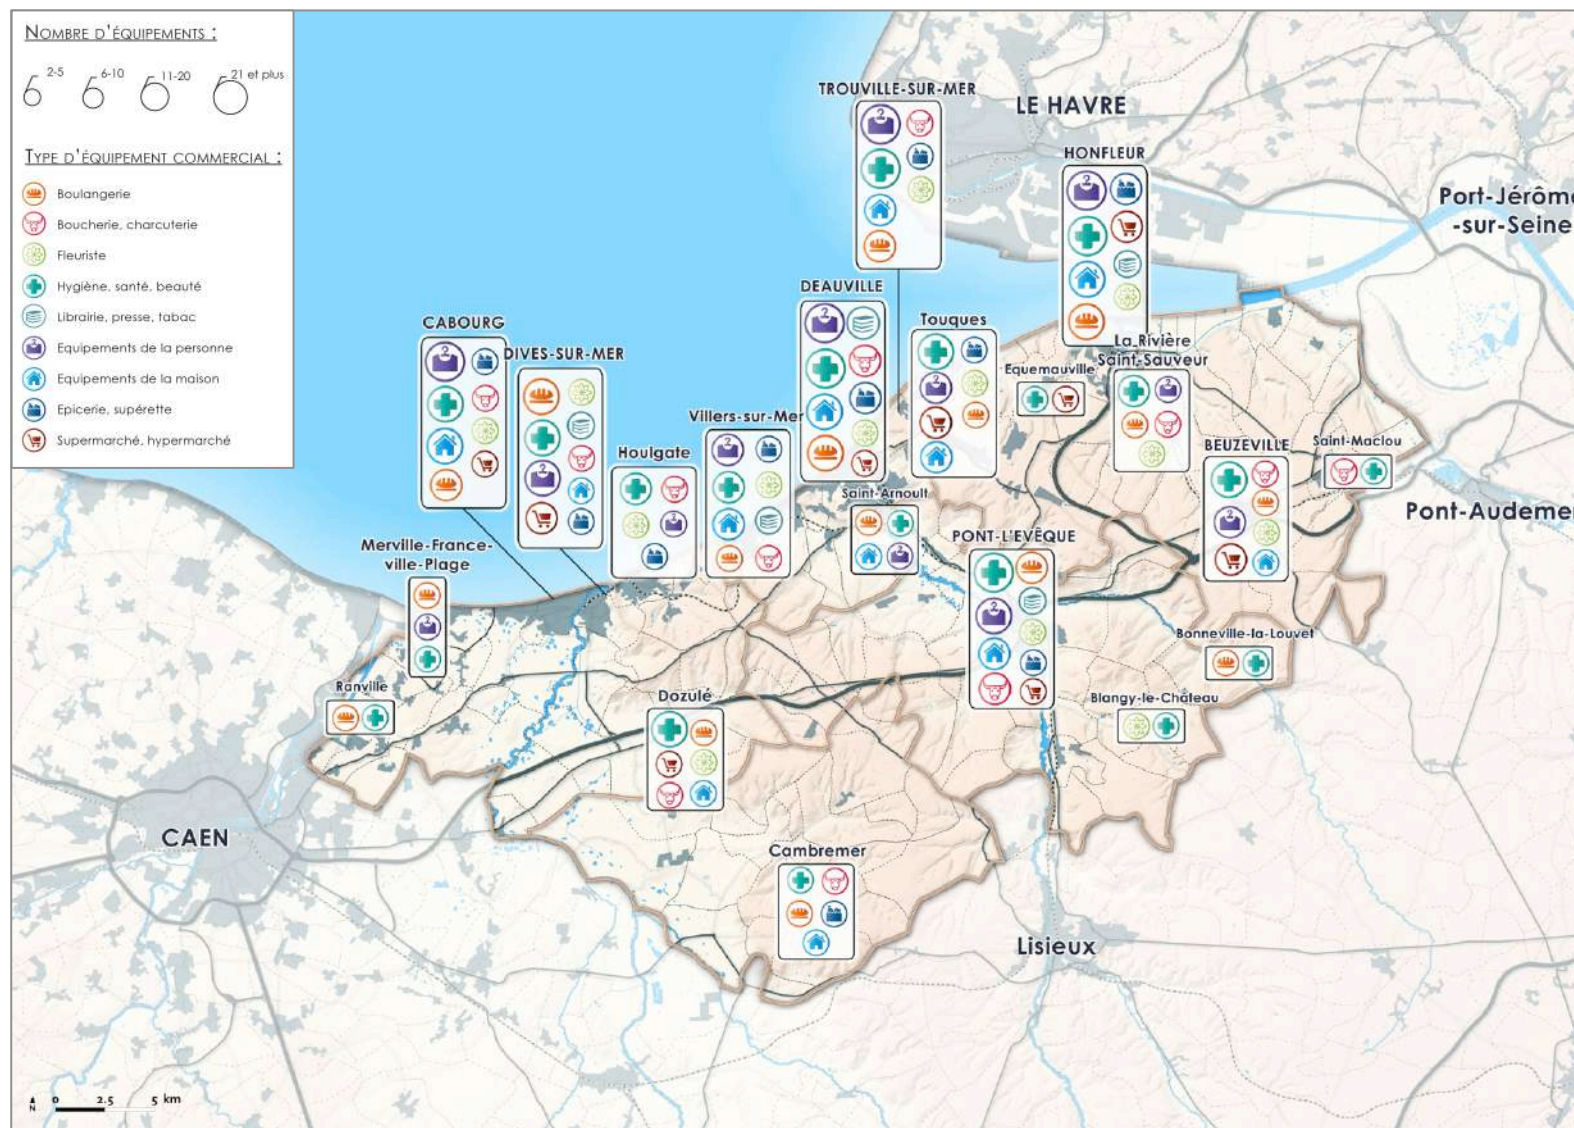 NOMBRE D'ÉQUIPEMENTS :
2-5
6-10
11-20
21 et plus
TYPE D'ÉQUIPEMENT COMMERCIAL :
Boulangerie
Boucherie, charcuterie
Fleuriste
Hygiène, santé, beauté
Librairie, presse, tabac
Equipements de la personne
Equipements de la maison
Epicerie, supérette
Supermarché, hypermarché
TROUVILLE-SUR-MER
LE HAVRE
HONFLEUR
Port-Jérôme
-sur-Seine
DEAUVILLE
CABOURG
Touques
DIVES-SUR-MER
La Rivière
Saint-Sauveur
Equemauville
Villers-sur-Mer
BEUZEVILLE
Saint-Maclou
Houlgate
Saint-Arnoult
Pont-Audemer
PONT-L'EVÊQUE
Merville-France-
ville-Plage
Bonneville-la-Louvet
Ranville
Dozulé
Blangy-le-Château
CAEN
Cambremer
Lisieux
N
0 2.5 5 km